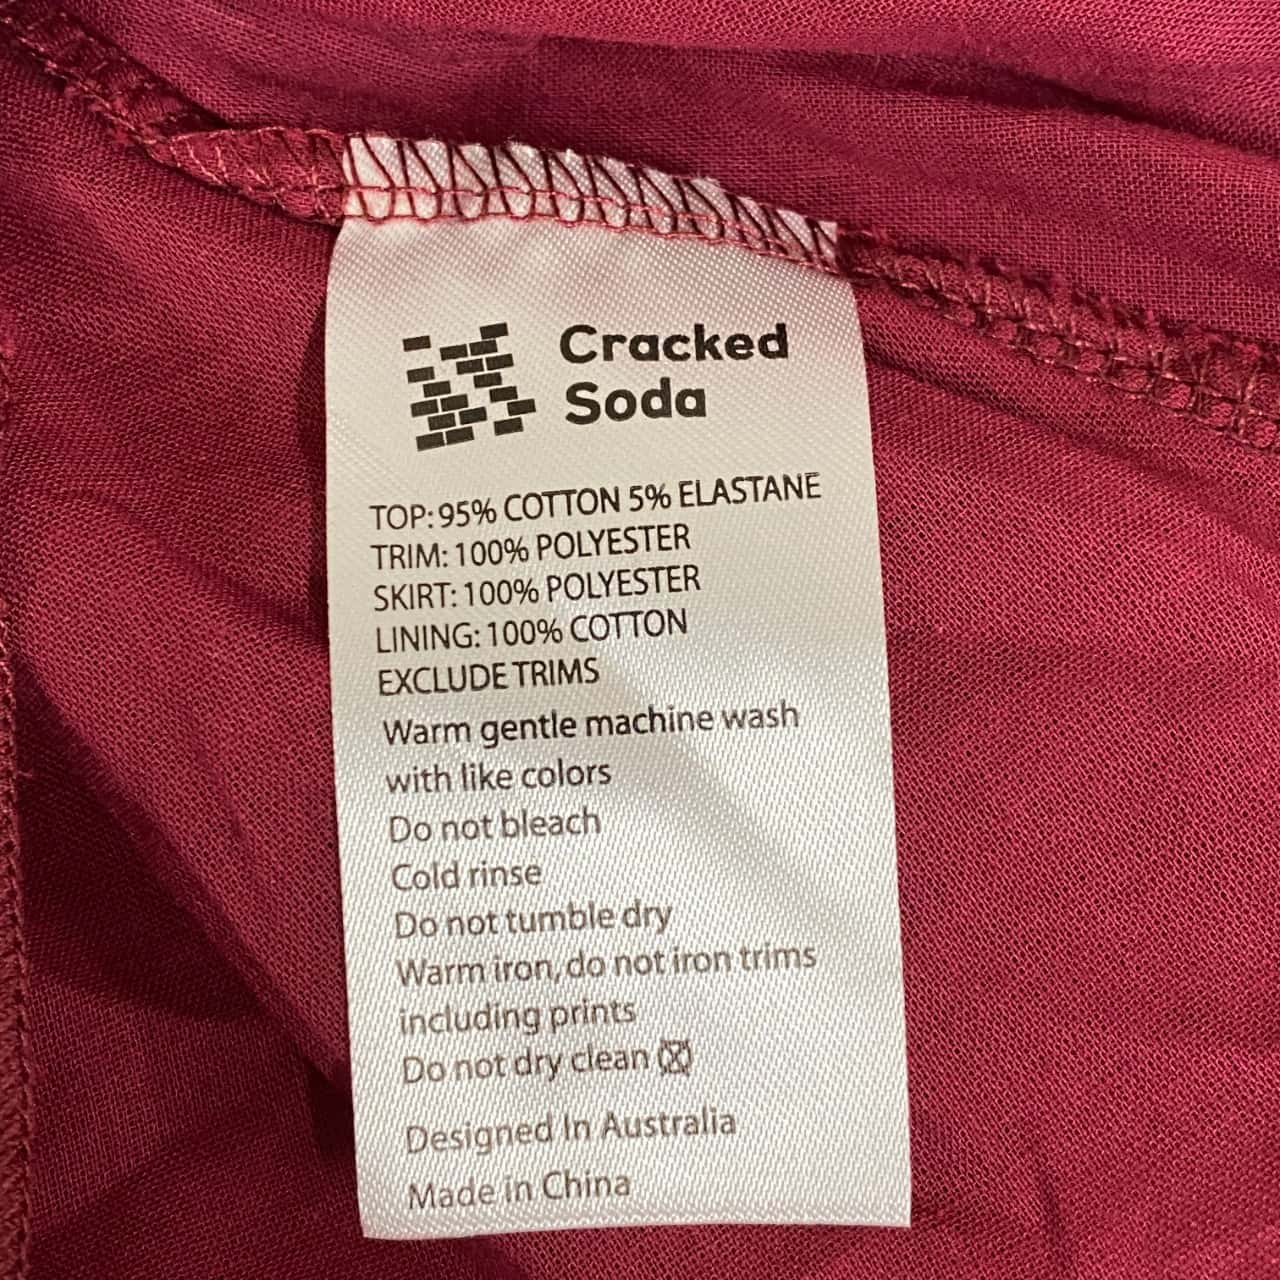 Cracked
Soda
TOP: 95% COTTON 5% ELASTANE
TRIM: 100% POLYESTER
SKIRT: 100% POLYESTER
LINING: 100% COTTON
EXCLUDE TRIMS
Warm gentle machine wash
with like colors
Do not bleach
Cold rinse
Do not tumble dry
Warm iron, do not iron trims
including prints
Do not dry clean
Designed In Australia
Made in China